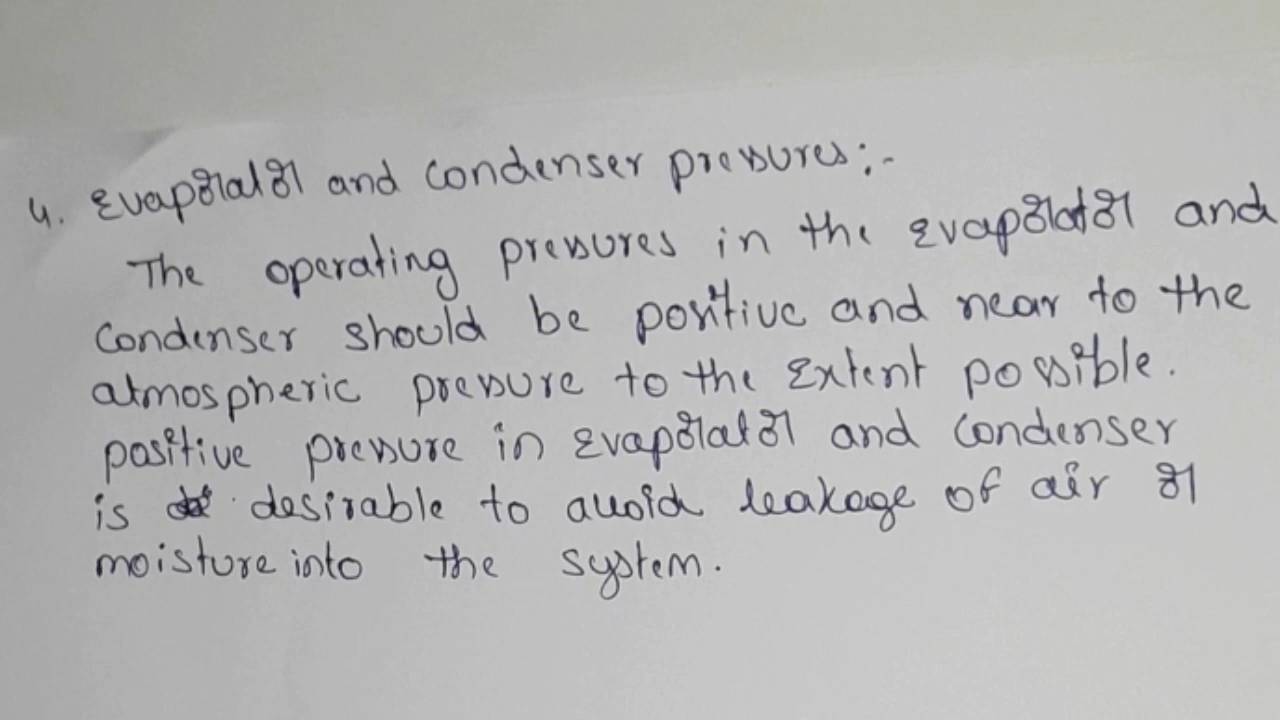 4. Evaporator and condenser pressures:-
The operating pressures in the evaporator and
condenser should be positive and near to the
atmospheric pressure to the Extent possible.
positive pressure in evaporator and condenser
is desirable to avoid leakage of air or
moisture into the system.